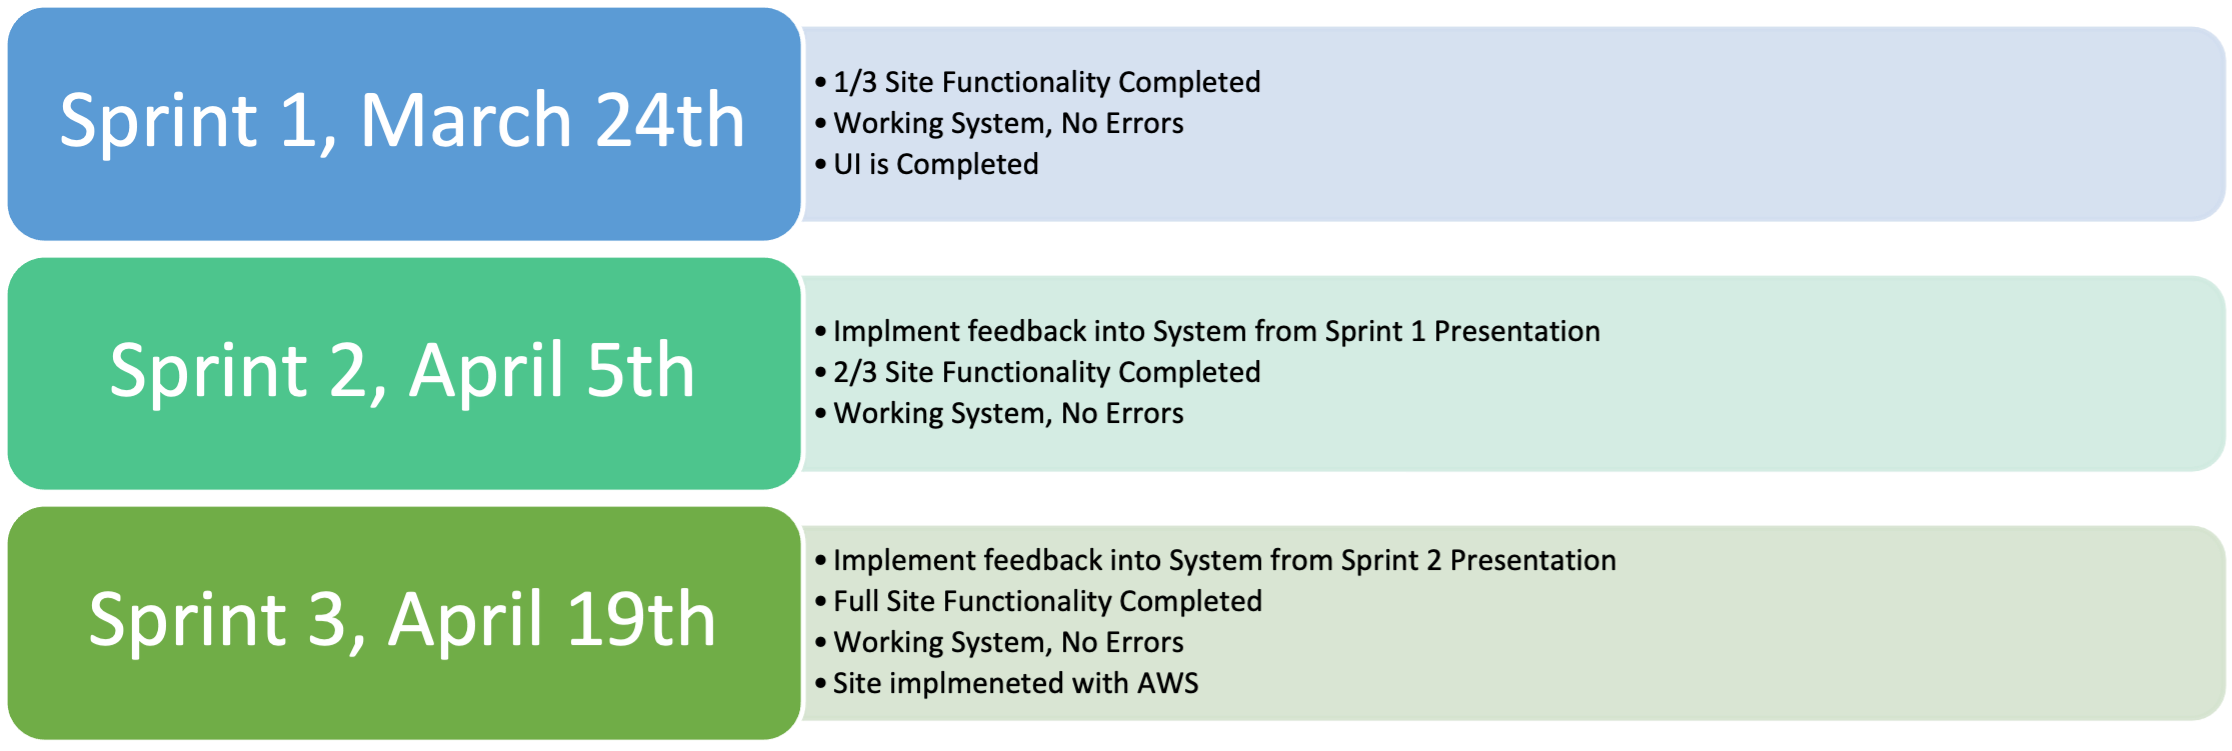 Sprint 1, March 24th
• 1/3 Site Functionality Completed
• Working System, No Errors
• UI is Completed
Sprint 2, April 5th
• Implment feedback into System from Sprint 1 Presentation
• 2/3 Site Functionality Completed
• Working System, No Errors
Sprint 3, April 19th
• Implement feedback into System from Sprint 2 Presentation
• Full Site Functionality Completed
• Working System, No Errors
• Site implmeneted with AWS